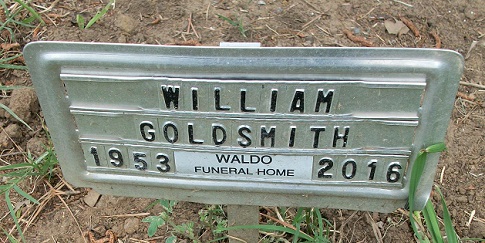 WILLIAM
GOLDSMITH
1953 WALDO 2016
FUNERAL HOME